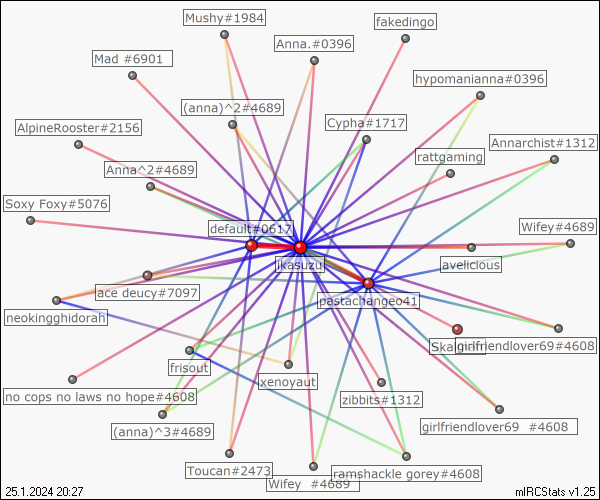 Mushy#1984
fakedingo
Anna.#0396
Mad #6901
hypomanianna#0396
(anna)^2#4689
Cypha#1717
AlpineRooster#2156
Annarchist#1312
rattgaming
Anna^2#4689
Soxy Foxy#5076
default#0617
Wifey#4689
jkasuzuj
avelicious
ace deucy#7097
pastachangeo41
neokingghidorah
Ska
girlfriendlover69#4608
frisout
xenoyaut
no cops no laws no hope#4608
zibbits#1312
girlfriendlover69 #4608
(anna)^3#4689
Toucan#2473
ramshackle gorey#4608
Wifey #4689
25.1.2024 20:27
mIRCStats v1.25